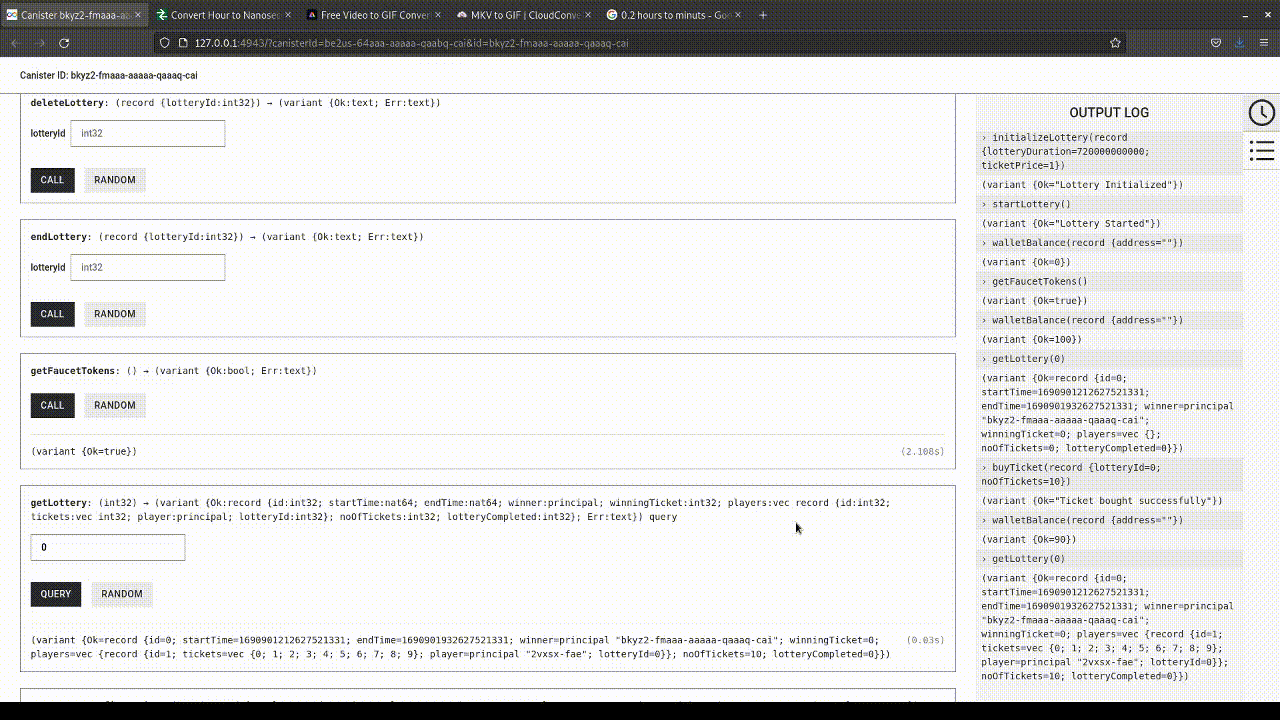 Canister bkyz2-fmaaa-aa
Convert Hour to Nanosec
Free Video to GIF Conver
MKV to GIF | CloudConve
0.2 hours to minuts - Goo
127.0.0.1:4943/?canisterId=be2us-64aaa-aaaaa-qaabq-cai&id=bkyz2-fmaaa-aaaaa-qaaaq-cai
Canister ID: bkyz2-fmaaa-aaaaa-qaaaq-cai
deleteLottery: (record {lotteryId:int32}) → (variant {Ok:text; Err:text})
lotteryId int32
CALL RANDOM
endLottery: (record {lotteryId:int32}) → (variant {Ok:text; Err:text})
lotteryId int32
CALL RANDOM
getFaucetTokens: () → (variant {Ok:bool; Err:text})
CALL RANDOM
(variant {Ok=true}) (2.108s)
getLottery: (int32) → (variant {Ok:record {id:int32; startTime:nat64; endTime:nat64; winner:principal; winningTicket:int32; players:vec record {id:int32;
tickets:vec int32; player:principal; lotteryId:int32}; noOfTickets:int32; lotteryCompleted:int32}; Err:text}) query
0
QUERY RANDOM
(variant {Ok=record {id=0; startTime=1690901212627521331; endTime=1690901932627521331; winner=principal "bkyz2-fmaaa-aaaaa-qaaaq-cai"; winningTicket=0; (0.03s)
players=vec {record {id=1; tickets=vec {0; 1; 2; 3; 4; 5; 6; 7; 8; 9}; player=principal "2vxsx-fae"; lotteryId=0}}; noOfTickets=10; lotteryCompleted=0}})
OUTPUT LOG
› initializeLottery(record
{lotteryDuration=720000000000;
ticketPrice=1})
(variant {Ok="Lottery Initialized"})
› startLottery()
(variant {Ok="Lottery Started"})
› walletBalance(record {address=""})
(variant {Ok=0})
› getFaucetTokens()
(variant {Ok=true})
› walletBalance(record {address=""})
(variant {Ok=100})
› getLottery(0)
(variant {Ok=record {id=0;
startTime=1690901212627521331;
endTime=1690901932627521331; winner=principal
"bkyz2-fmaaa-aaaaa-qaaaq-cai";
winningTicket=0; players=vec {};
noOfTickets=0; lotteryCompleted=0}})
› buyTicket(record {lotteryId=0;
noOfTickets=10})
(variant {Ok="Ticket bought successfully"})
› walletBalance(record {address=""})
(variant {Ok=90})
› getLottery(0)
(variant {Ok=record {id=0;
startTime=1690901212627521331;
endTime=1690901932627521331; winner=principal
"bkyz2-fmaaa-aaaaa-qaaaq-cai";
winningTicket=0; players=vec {record {id=1;
tickets=vec {0; 1; 2; 3; 4; 5; 6; 7; 8; 9};
player=principal "2vxsx-fae"; lotteryId=0}};
noOfTickets=10; lotteryCompleted=0}})